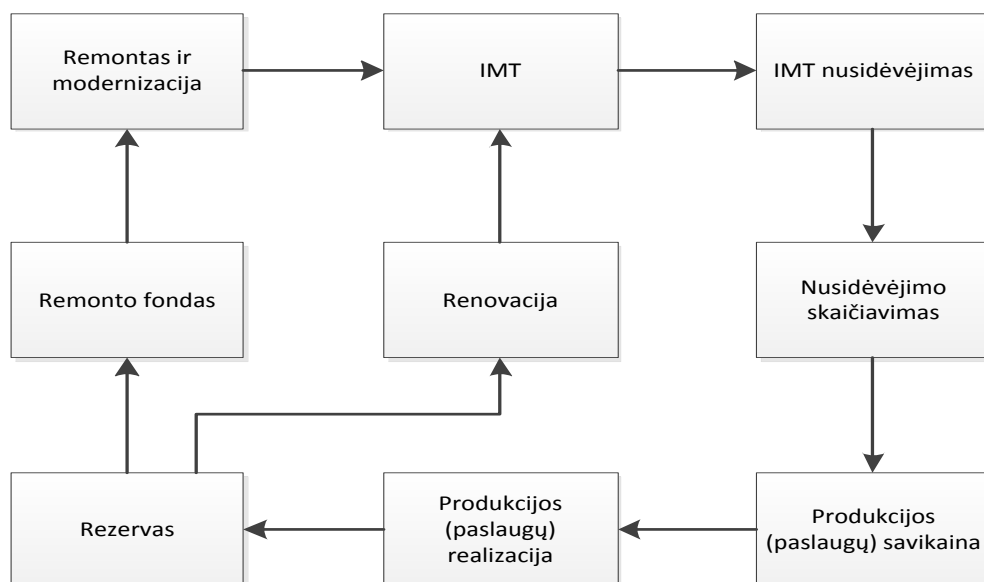 Remontas ir
modernizacija
IMT
IMT nusidėvėjimas
Remonto fondas
Renovacija
Nusidėvėjimo
skaičiavimas
Rezervas
Produkcijos
(paslaugų)
realizacija
Produkcijos
(paslaugų) savikaina